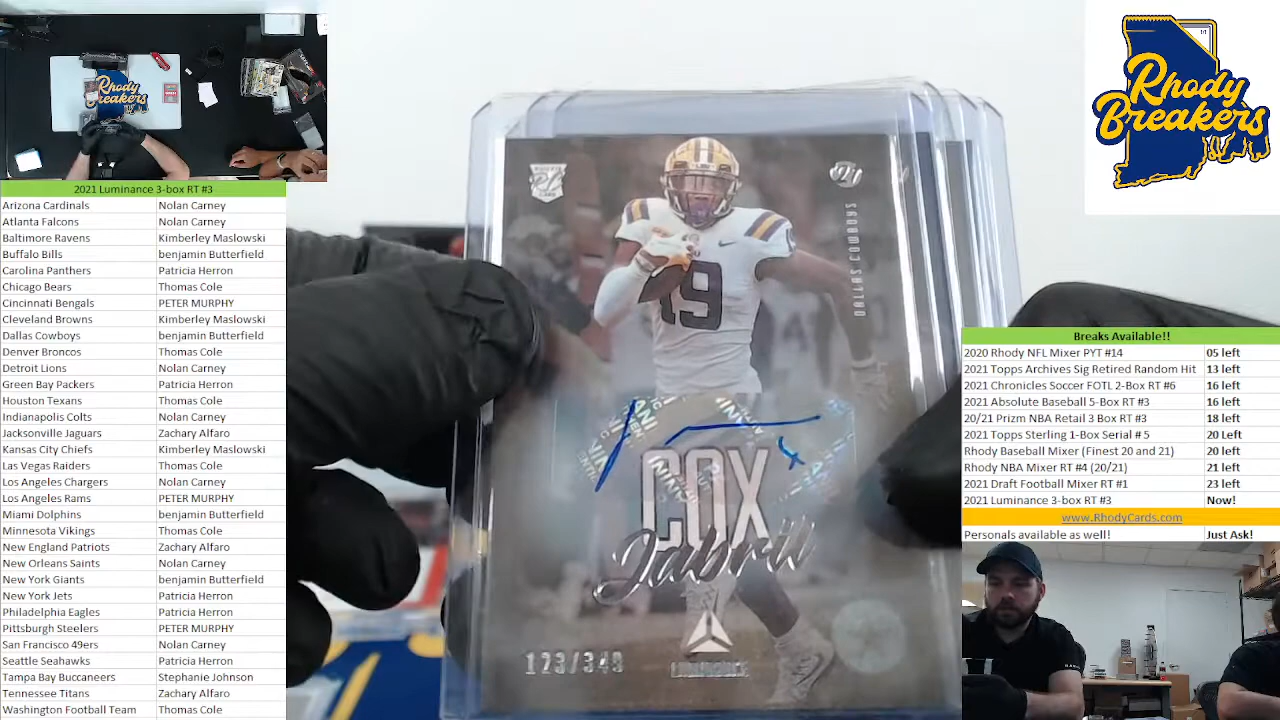 Rhody
Breakers
2021 Luminance 3-box RT #3
Arizona Cardinals Nolan Carney
Atlanta Falcons Nolan Carney
Baltimore Ravens Kimberley Maslowski
Buffalo Bills benjamin Butterfield
Carolina Panthers Patricia Herron
Chicago Bears Thomas Cole
Cincinnati Bengals PETER MURPHY
Cleveland Browns Kimberley Maslowski
Dallas Cowboys benjamin Butterfield
Denver Broncos Thomas Cole
Detroit Lions Nolan Carney
Green Bay Packers Patricia Herron
Houston Texans Thomas Cole
Indianapolis Colts Nolan Carney
Jacksonville Jaguars Zachary Alfaro
Kansas City Chiefs Kimberley Maslowski
Las Vegas Raiders Thomas Cole
Los Angeles Chargers Nolan Carney
Los Angeles Rams PETER MURPHY
Miami Dolphins benjamin Butterfield
Minnesota Vikings Thomas Cole
New England Patriots Zachary Alfaro
New Orleans Saints Nolan Carney
New York Giants benjamin Butterfield
New York Jets Patricia Herron
Philadelphia Eagles Patricia Herron
Pittsburgh Steelers PETER MURPHY
San Francisco 49ers Nolan Carney
Seattle Seahawks Patricia Herron
Tampa Bay Buccaneers Stephanie Johnson
Tennessee Titans Zachary Alfaro
Washington Football Team Thomas Cole
21
DALLAS COWBOYS
19
COX
Jabril
123/349
LUMINANCE
Rhody
Breakers
Breaks Available!!
2020 Rhody NFL Mixer PYT #14 05 left
2021 Topps Archives Sig Retired Random Hit 13 left
2021 Chronicles Soccer FOTL 2-Box RT #6 16 left
2021 Absolute Baseball 5-Box RT #3 16 left
20/21 Prizm NBA Retail 3 Box RT #3 18 left
2021 Topps Sterling 1-Box Serial # 5 20 Left
Rhody Baseball Mixer (Finest 20 and 21) 20 left
Rhody NBA Mixer RT #4 (20/21) 21 left
2021 Draft Football Mixer RT #1 23 left
2021 Luminance 3-box RT #3 Now!
www.RhodyCards.com
Personals available as well! Just Ask!